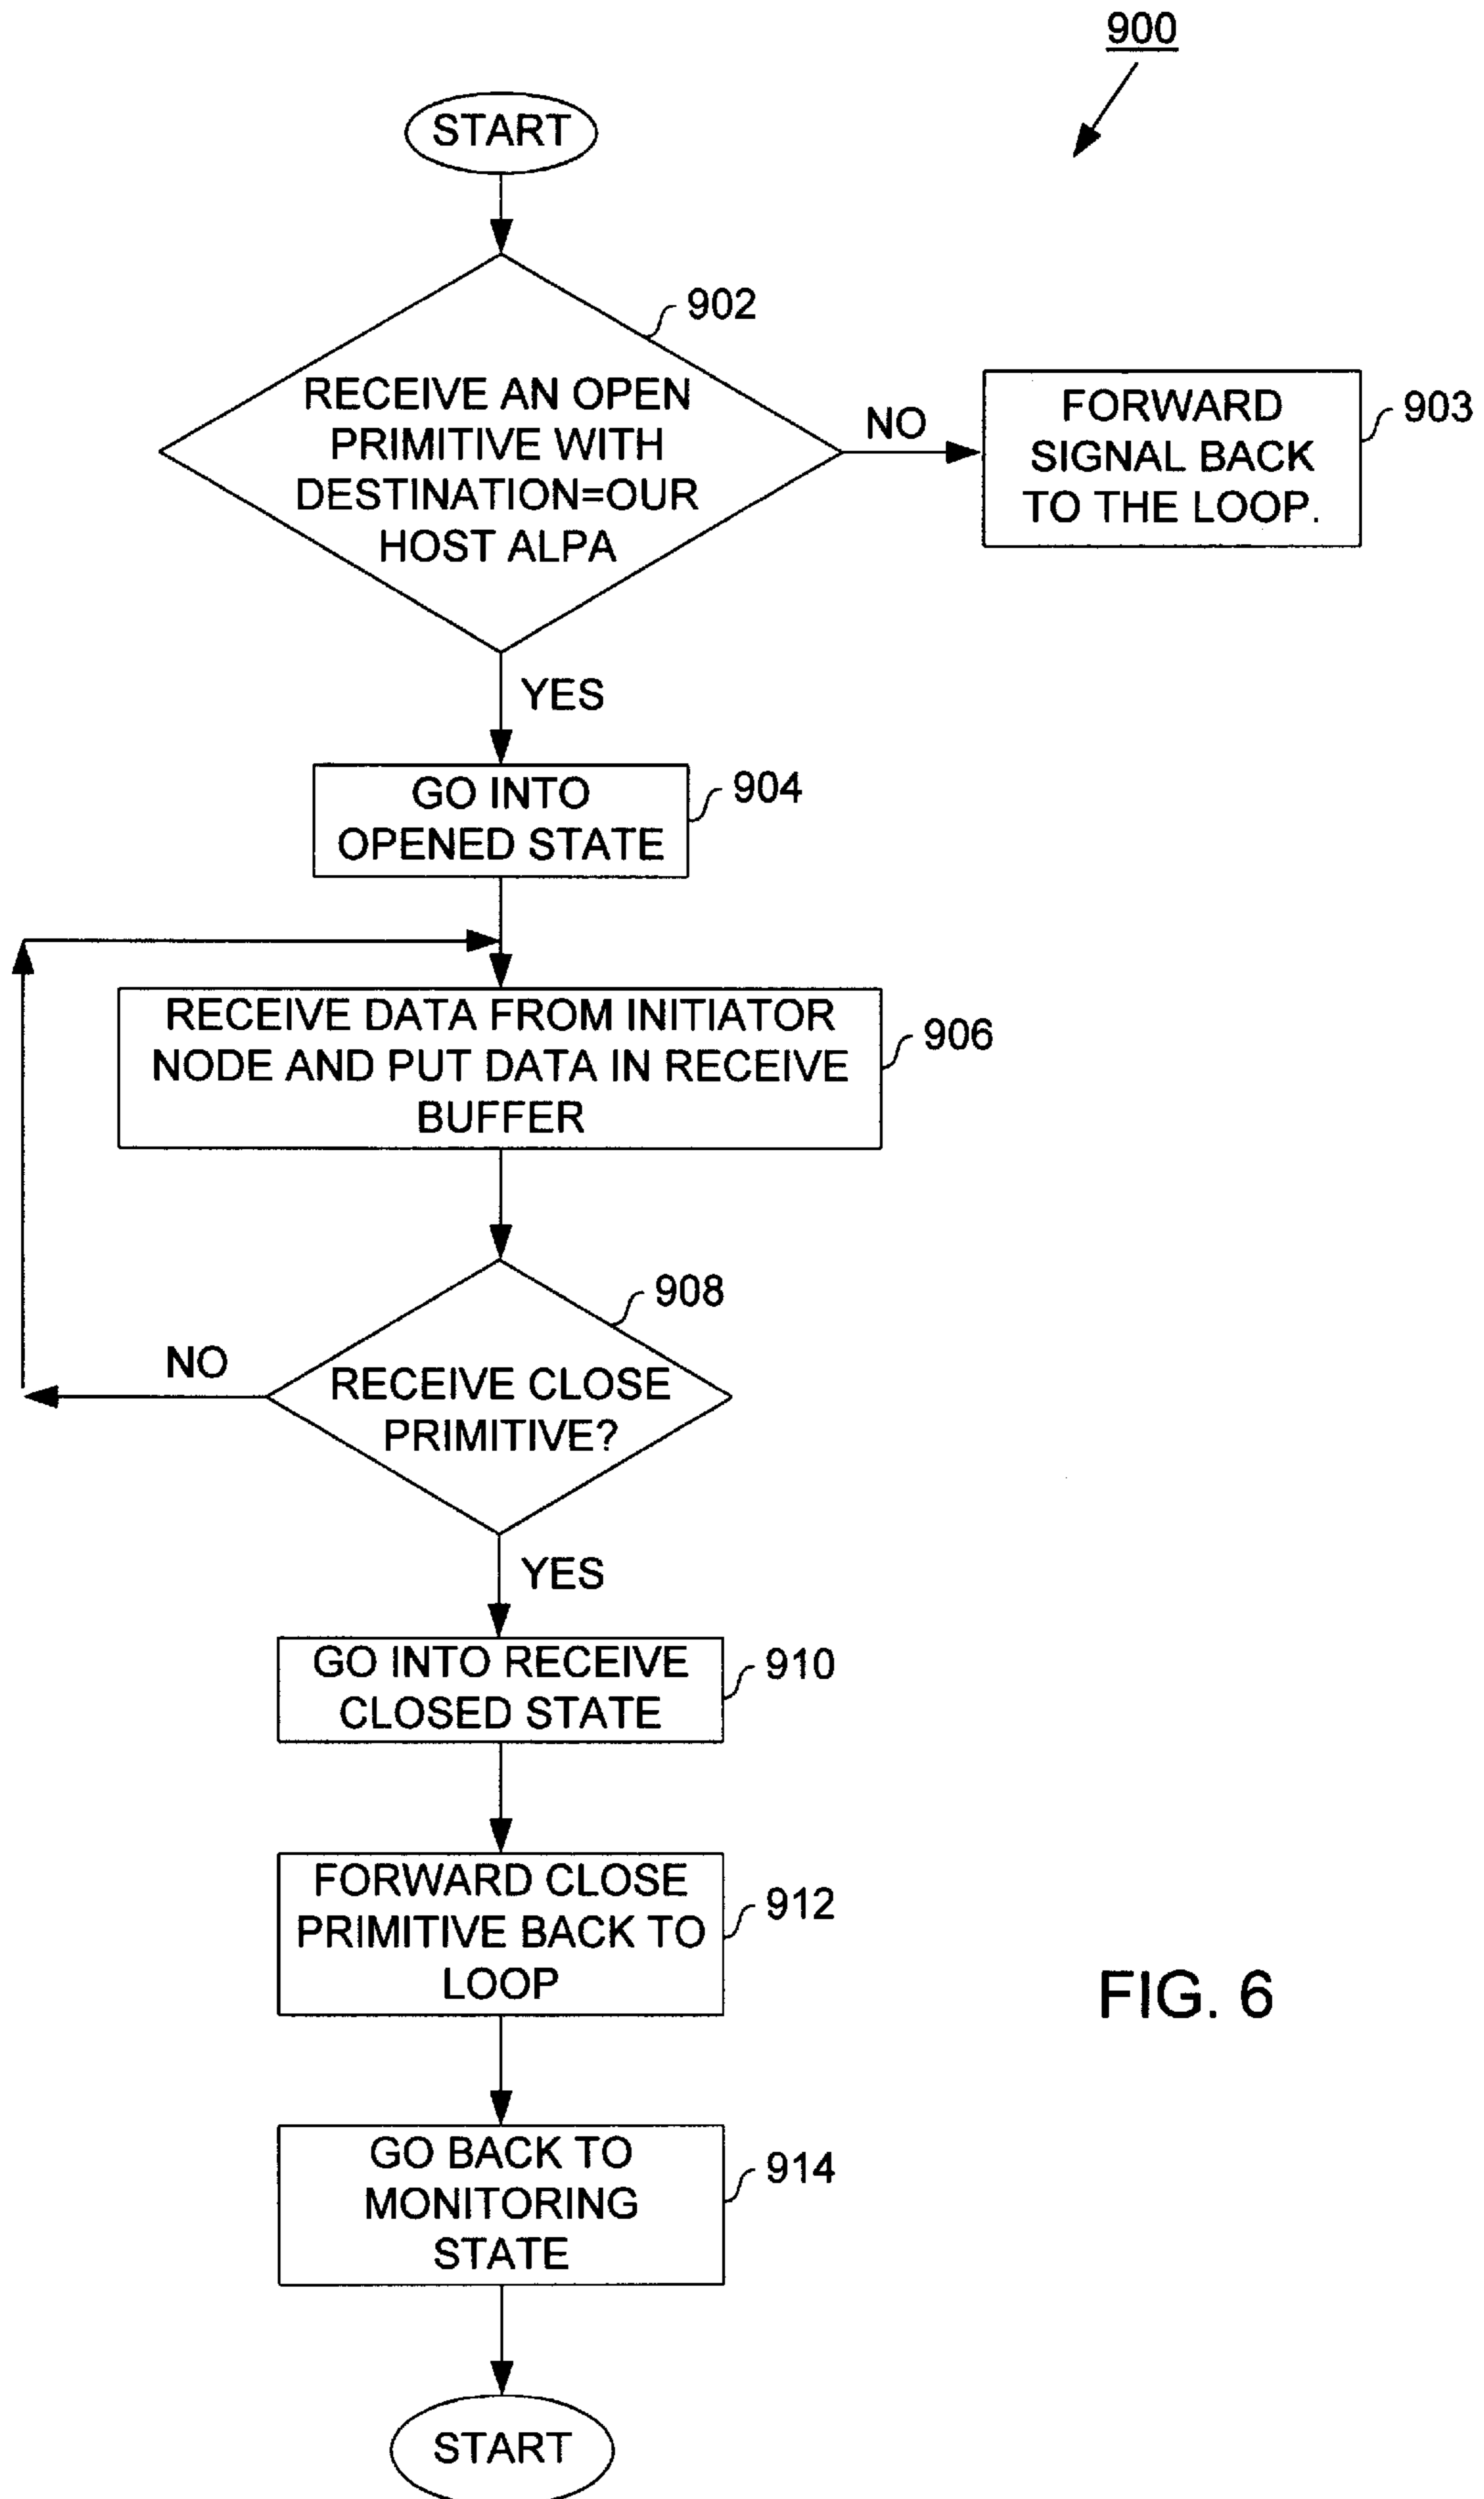 900
START
902
RECEIVE AN OPEN
PRIMITIVE WITH
DESTINATION=OUR
HOST ALPA
NO
FORWARD
SIGNAL BACK
TO THE LOOP.
903
YES
GO INTO
OPENED STATE
904
RECEIVE DATA FROM INITIATOR
NODE AND PUT DATA IN RECEIVE
BUFFER
906
908
NO
RECEIVE CLOSE
PRIMITIVE?
YES
GO INTO RECEIVE
CLOSED STATE
910
FORWARD CLOSE
PRIMITIVE BACK TO
LOOP
912
FIG. 6
GO BACK TO
MONITORING
STATE
914
START